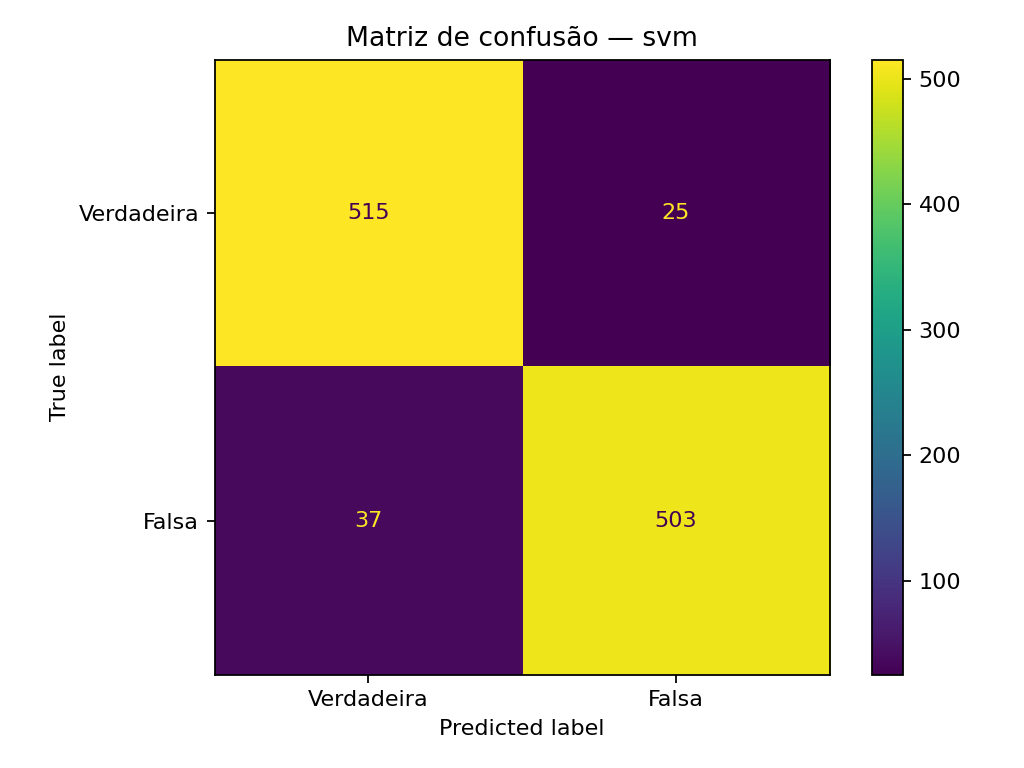 Matriz de confusão — svm
Verdadeira
Falsa
True label
515
25
37
503
Verdadeira
Falsa
Predicted label
500
400
300
200
100